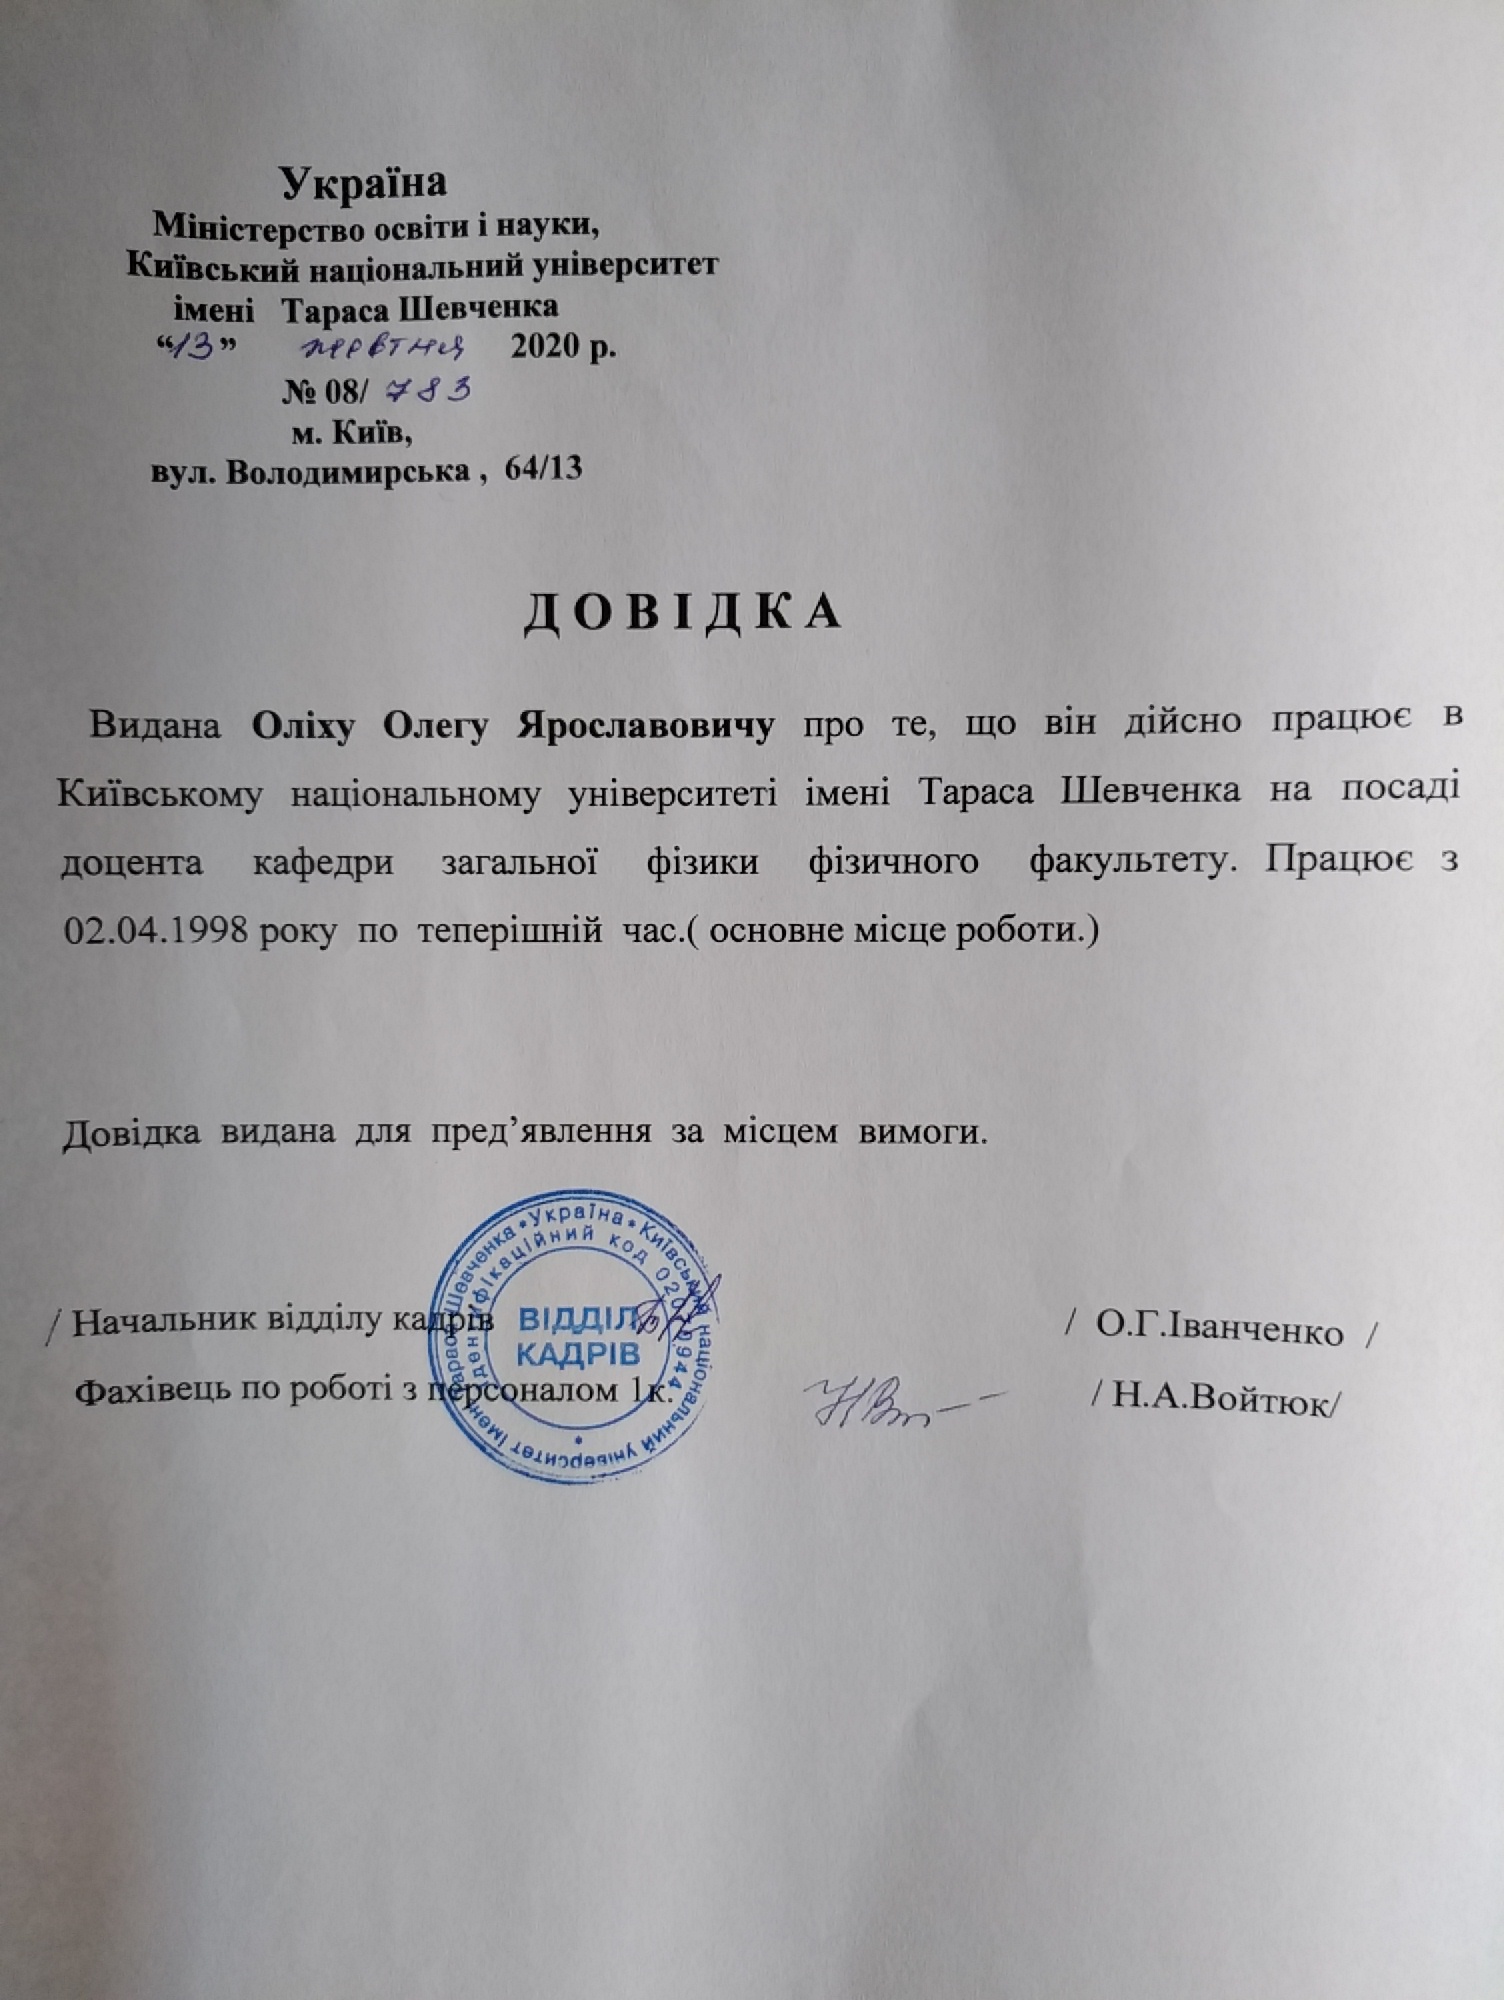 Україна
Міністерство освіти і науки,
Київський національний університет
імені Тараса Шевченка
“13” жовтня 2020 р.
№ 08/ 783
м. Київ,
вул. Володимирська , 64/13
Д О В І Д К А
Видана Оліху Олегу Ярославовичу про те, що він дійсно працює в
Київському національному університеті імені Тараса Шевченка на посаді
доцента кафедри загальної фізики фізичного факультету. Працює з
02.04.1998 року по теперішній час.( основне місце роботи.)
Довідка видана для пред’явлення за місцем вимоги.
/ Начальник відділу кадрів / О.Г.Іванченко /
Фахівець по роботі з персоналом 1к. / Н.А.Войтюк/
* Україна * Київський національний університет імені Тараса Шевченка
Ідентифікаційний код 02070944
ВІДДІЛ
КАДРІВ